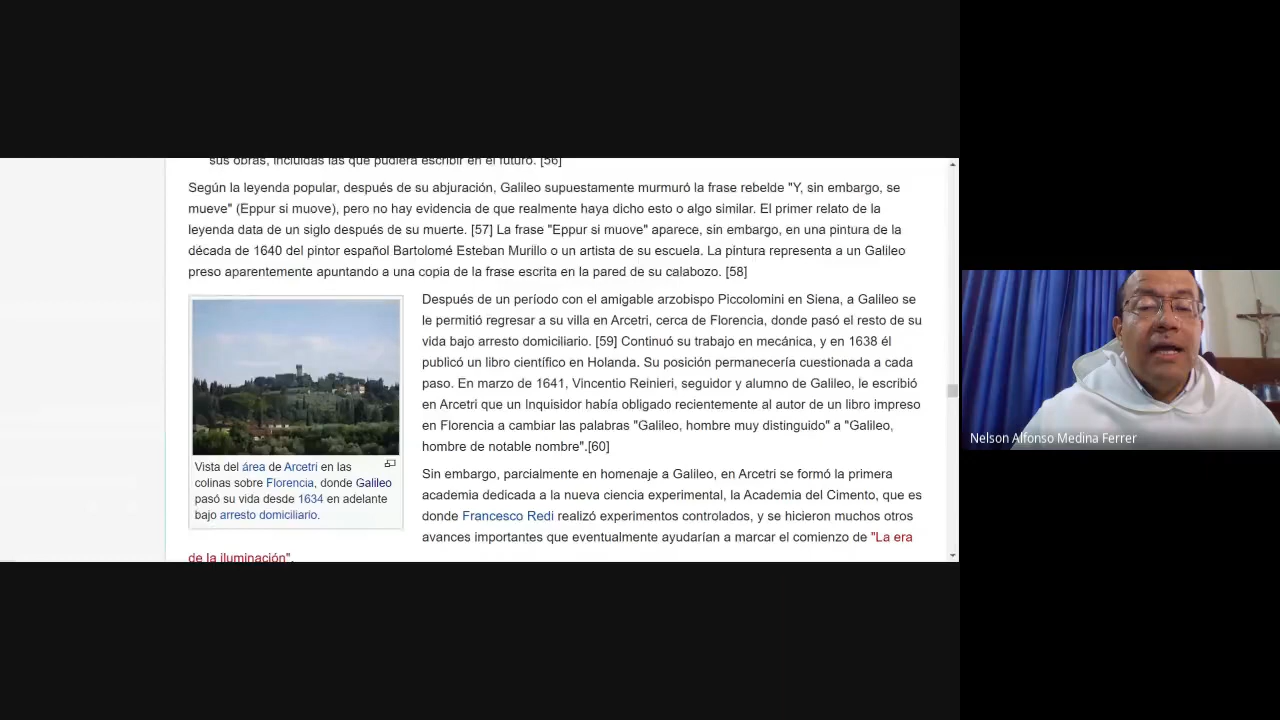 sus obras, incluidas las que pudiera escribir en el futuro. [56]
Según la leyenda popular, después de su abjuración, Galileo supuestamente murmuró la frase rebelde "Y, sin embargo, se
mueve" (Eppur si muove), pero no hay evidencia de que realmente haya dicho esto o algo similar. El primer relato de la
leyenda data de un siglo después de su muerte. [57] La frase "Eppur si muove" aparece, sin embargo, en una pintura de la
década de 1640 del pintor español Bartolomé Esteban Murillo o un artista de su escuela. La pintura representa a un Galileo
preso aparentemente apuntando a una copia de la frase escrita en la pared de su calabozo. [58]
Después de un período con el amigable arzobispo Piccolomini en Siena, a Galileo se
le permitió regresar a su villa en Arcetri, cerca de Florencia, donde pasó el resto de su
vida bajo arresto domiciliario. [59] Continuó su trabajo en mecánica, y en 1638 él
publicó un libro científico en Holanda. Su posición permanecería cuestionada a cada
paso. En marzo de 1641, Vincentio Reinieri, seguidor y alumno de Galileo, le escribió
en Arcetri que un Inquisidor había obligado recientemente al autor de un libro impreso
en Florencia a cambiar las palabras "Galileo, hombre muy distinguido" a "Galileo,
hombre de notable nombre".[60]
Vista del área de Arcetri en las
colinas sobre Florencia, donde Galileo
pasó su vida desde 1634 en adelante
bajo arresto domiciliario.
Sin embargo, parcialmente en homenaje a Galileo, en Arcetri se formó la primera
academia dedicada a la nueva ciencia experimental, la Academia del Cimento, que es
donde Francesco Redi realizó experimentos controlados, y se hicieron muchos otros
avances importantes que eventualmente ayudarían a marcar el comienzo de "La era
de la iluminación".
Nelson Alfonso Medina Ferrer